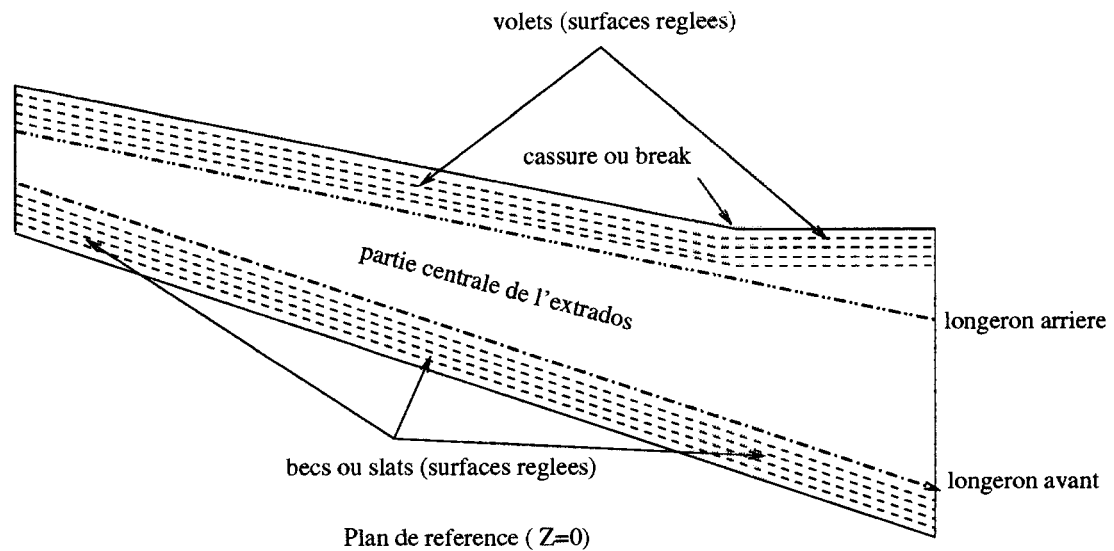 volets (surfaces reglees)
cassure ou break
partie centrale de l'extrados
longeron arriere
becs ou slats (surfaces reglees)
longeron avant
Plan de reference ( Z=0)